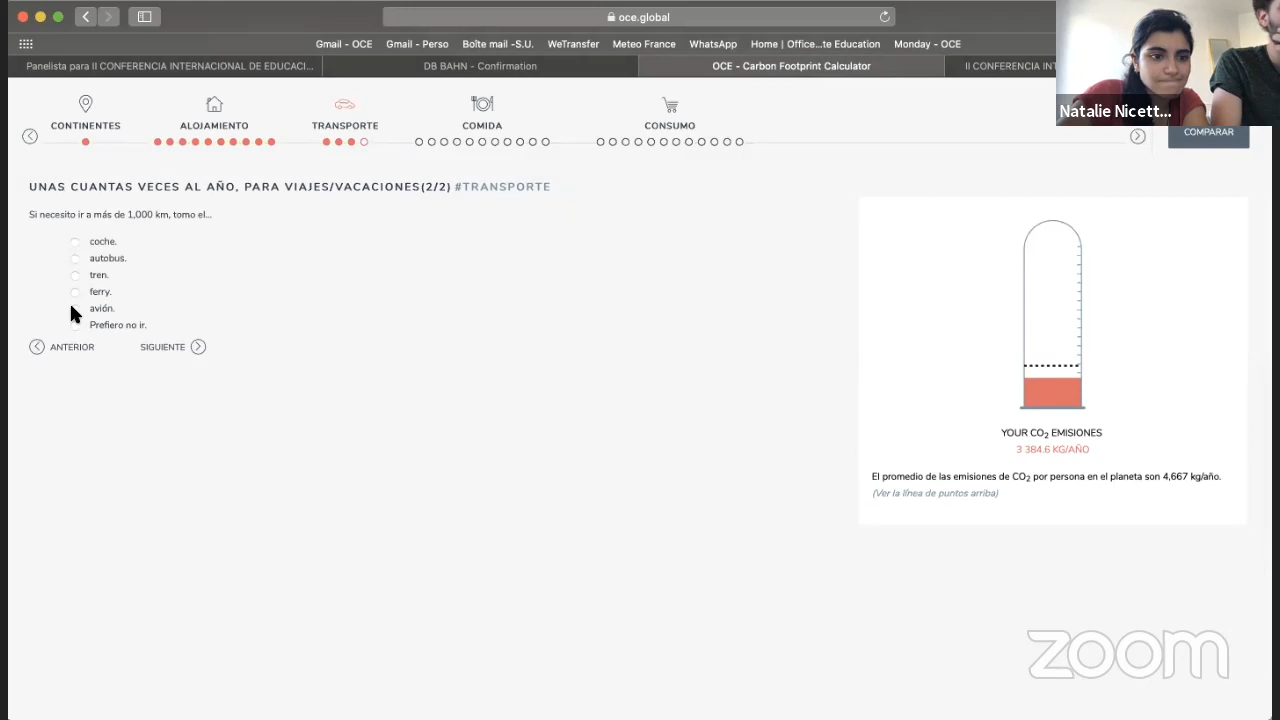 oce.global
Gmail - OCE Gmail - Perso Boîte mail -S.U. WeTransfer Meteo France WhatsApp Home | Office...te Education Monday - OCE
Panelista para II CONFERENCIA INTERNACIONAL DE EDUCACI... DB BAHN - Confirmation OCE - Carbon Footprint Calculator II CONFERENCIA INT
Natalie Nicett...
CONTINENTES ALOJAMIENTO TRANSPORTE COMIDA CONSUMO
COMPARAR
UNAS CUANTAS VECES AL AÑO, PARA VIAJES/VACACIONES(2/2) #TRANSPORTE
Si necesito ir a más de 1,000 km, tomo el...
coche.
autobus.
tren.
ferry.
avión.
Prefiero no ir.
ANTERIOR SIGUIENTE
YOUR CO2 EMISIONES
3 384.6 KG/AÑO
El promedio de las emisiones de CO2 por persona en el planeta son 4,667 kg/año.
(Ver la línea de puntos arriba)
zoom